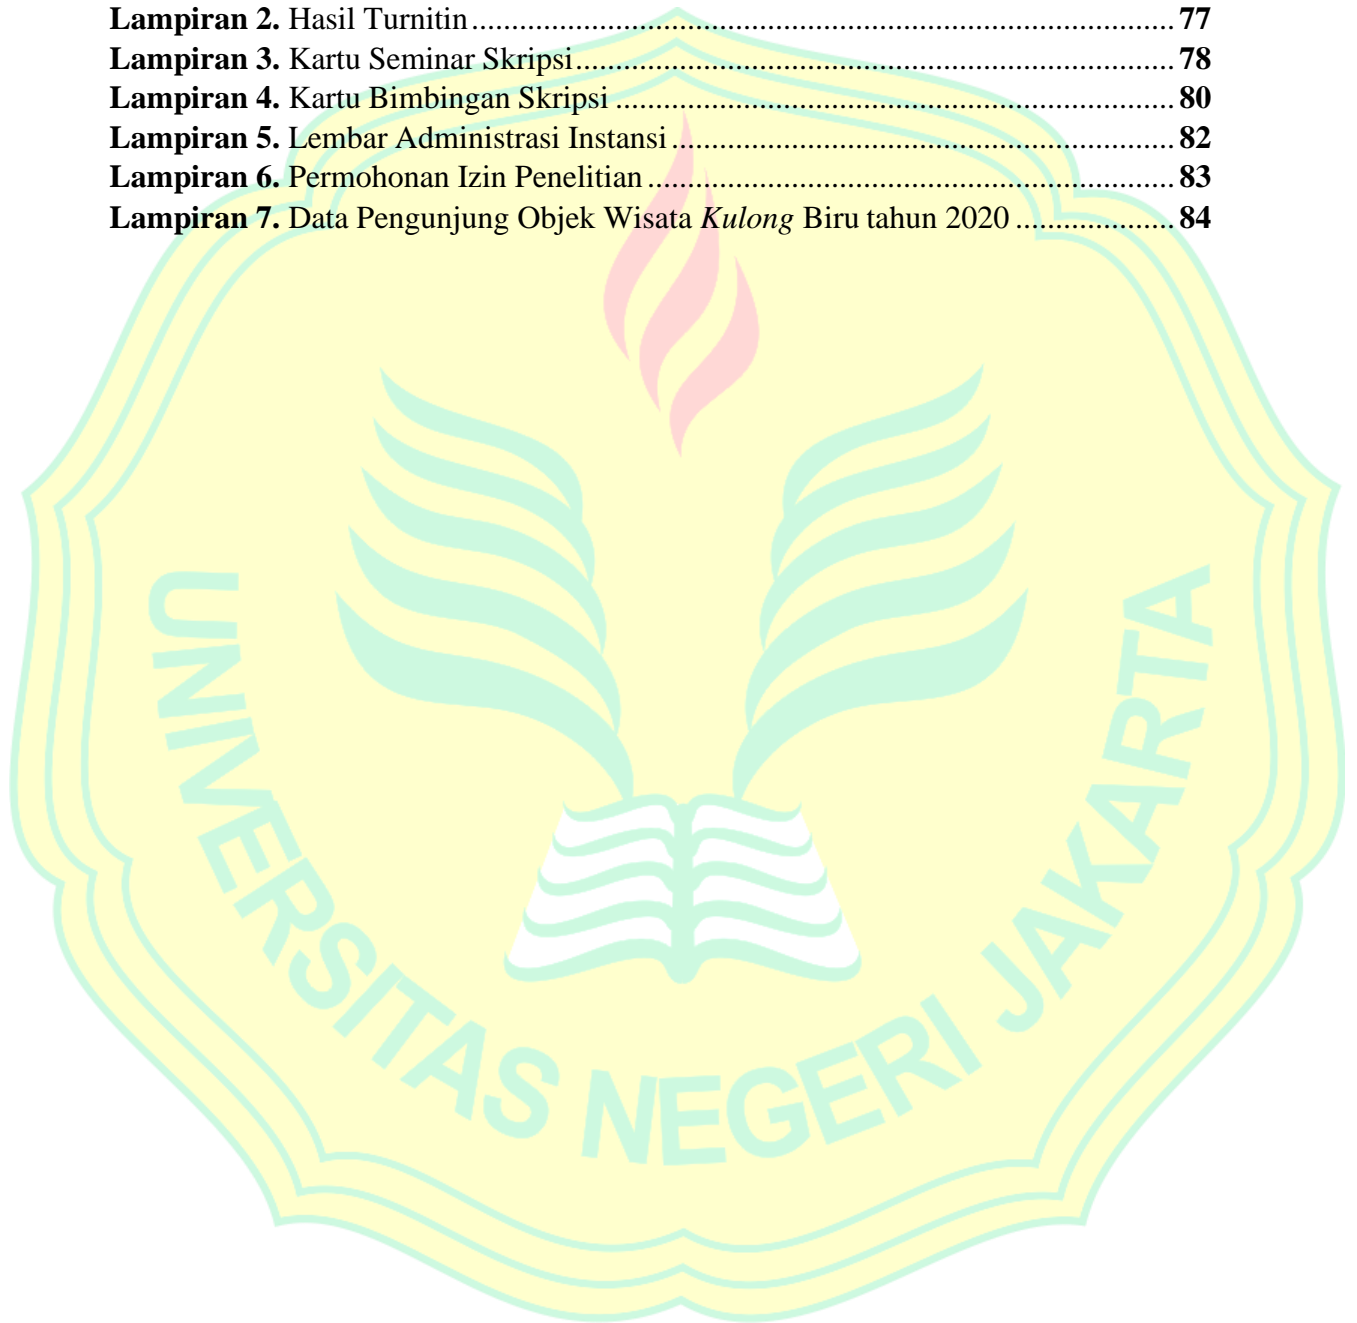 Lampiran 2. Hasil Turnitin........................................................................................ 77
Lampiran 3. Kartu Seminar Skripsi........................................................................... 78
Lampiran 4. Kartu Bimbingan Skripsi ...................................................................... 80
Lampiran 5. Lembar Administrasi Instansi............................................................... 82
Lampiran 6. Permohonan Izin Penelitian .................................................................. 83
Lampiran 7. Data Pengunjung Objek Wisata Kulong Biru tahun 2020 .................... 84
UNIVERSITAS NEGERI JAKARTA